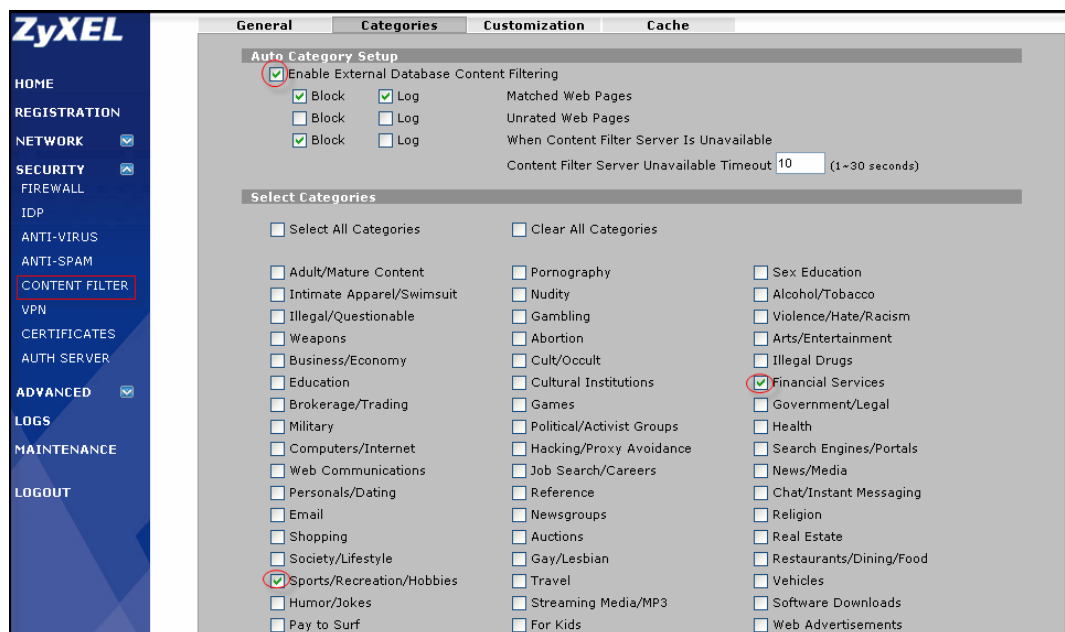 ZyXEL
HOME
REGISTRATION
NETWORK
SECURITY
FIREWALL
IDP
ANTI-VIRUS
ANTI-SPAM
CONTENT FILTER
VPN
CERTIFICATES
AUTH SERVER
ADVANCED
LOGS
MAINTENANCE
LOGOUT
General Categories Customization Cache
Auto Category Setup
Enable External Database Content Filtering
Block Log Matched Web Pages
Block Log Unrated Web Pages
Block Log When Content Filter Server Is Unavailable
Content Filter Server Unavailable Timeout 10 (1~30 seconds)
Select Categories
Select All Categories Clear All Categories
Adult/Mature Content Pornography Sex Education
Intimate Apparel/Swimsuit Nudity Alcohol/Tobacco
Illegal/Questionable Gambling Violence/Hate/Racism
Weapons Abortion Arts/Entertainment
Business/Economy Cult/Occult Illegal Drugs
Education Cultural Institutions Financial Services
Brokerage/Trading Games Government/Legal
Military Political/Activist Groups Health
Computers/Internet Hacking/Proxy Avoidance Search Engines/Portals
Web Communications Job Search/Careers News/Media
Personals/Dating Reference Chat/Instant Messaging
Email Newsgroups Religion
Shopping Auctions Real Estate
Society/Lifestyle Gay/Lesbian Restaurants/Dining/Food
Sports/Recreation/Hobbies Travel Vehicles
Humor/Jokes Streaming Media/MP3 Software Downloads
Pay to Surf For Kids Web Advertisements